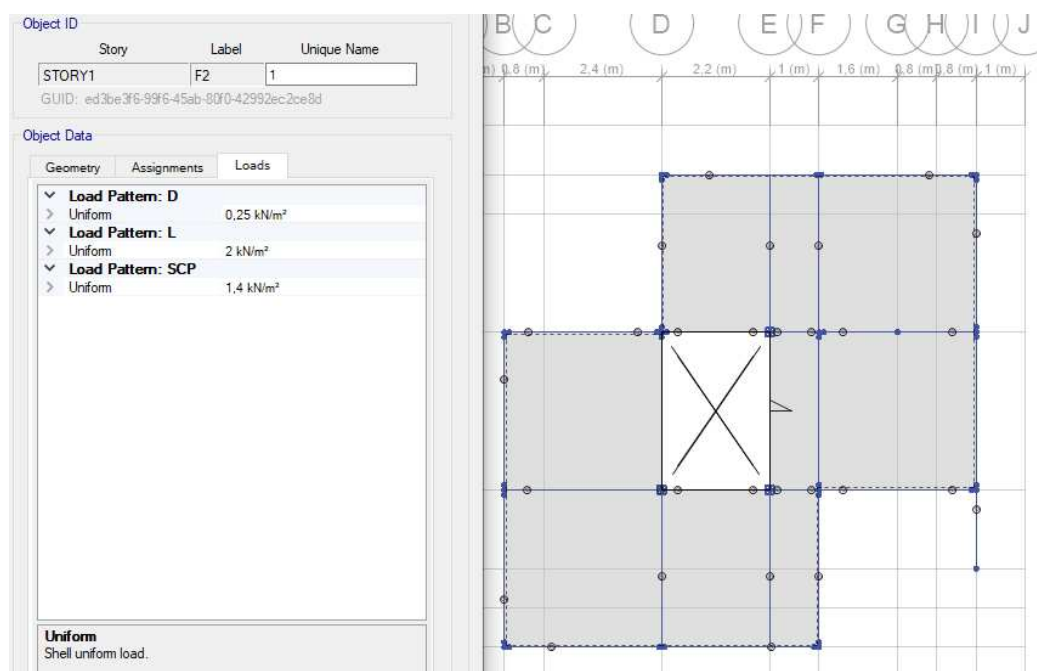 Object ID
Story Label Unique Name
STORY1 F2 1
GUID: ed3be3f6-99f6-45ab-80f0-42992ec2ce8d
Object Data
Geometry Assignments Loads
Load Pattern: D
Uniform 0,25 kN/m²
Load Pattern: L
Uniform 2 kN/m²
Load Pattern: SCP
Uniform 1,4 kN/m²
Uniform
Shell uniform load.
B C D E F G H I J
0,8 (m) 2,4 (m) 2,2 (m) 1 (m) 1,6 (m) 0,8 (m) 0,8 (m) 1 (m)